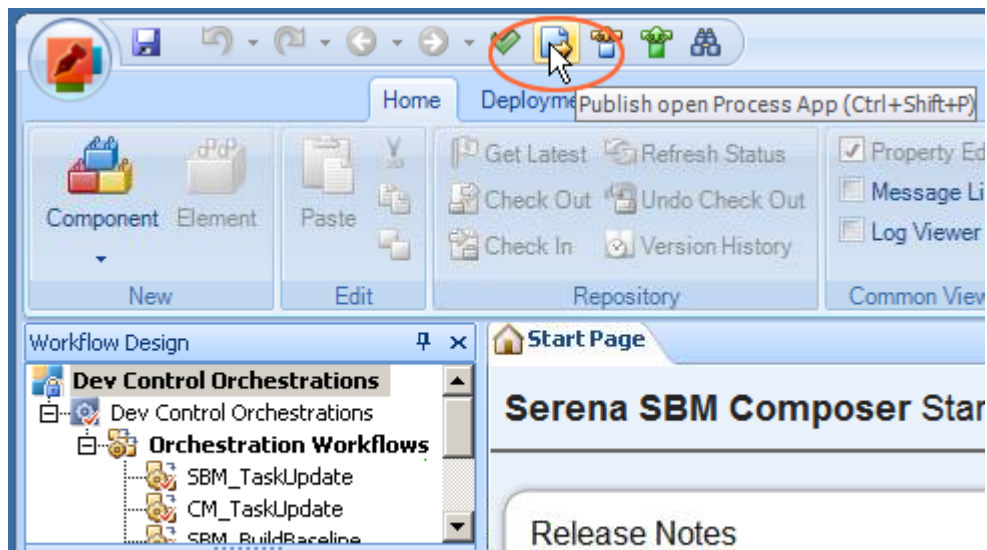 Home Deployme
Publish open Process App (Ctrl+Shift+P)
Get Latest Refresh Status Property Ed
Component Element Paste Check Out Undo Check Out Message Li
Check In Version History Log Viewer
New Edit Repository Common View
Workflow Design Start Page
Dev Control Orchestrations
Dev Control Orchestrations
Serena SBM Composer Star
Orchestration Workflows
SBM_TaskUpdate
CM_TaskUpdate
SBM_BuildBaseline
Release Notes